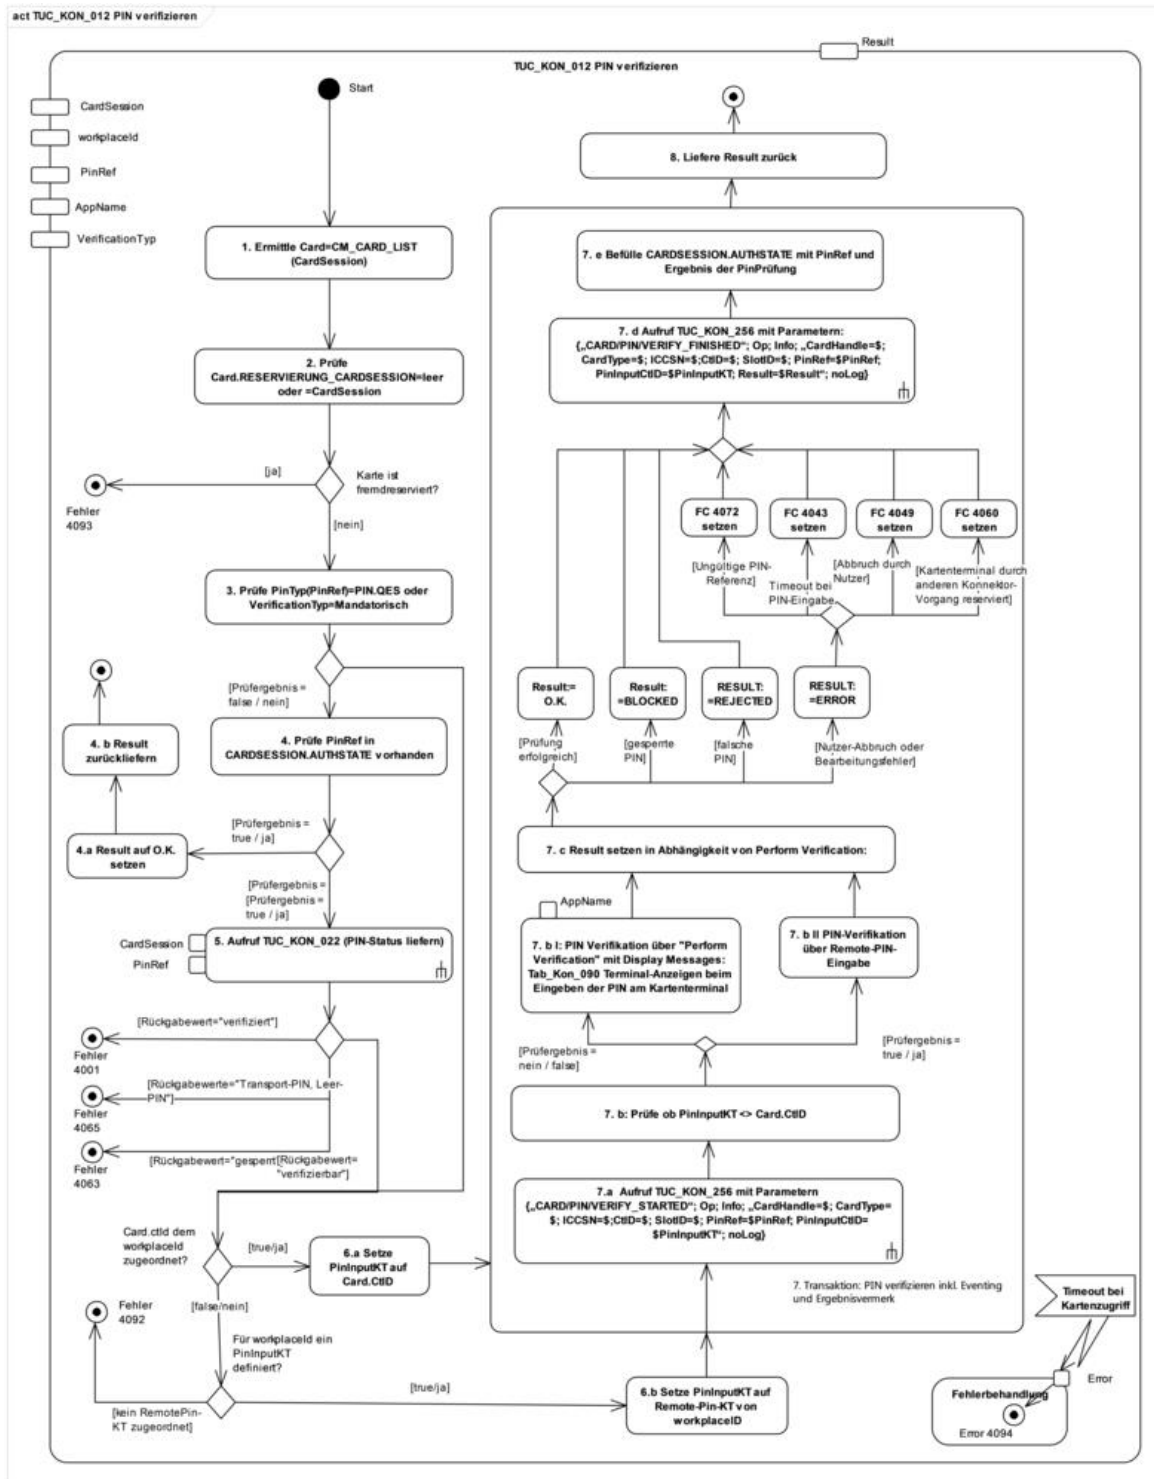 act TUC_KON_012 PIN verifizieren
Result
TUC_KON_012 PIN verifizieren
CardSession
workplaceId
PinRef
AppName
VerificationTyp
Start
1. Ermittle Card=CM_CARD_LIST
(CardSession)
2. Prüfe
Card.RESERVIERUNG_CARDSESSION=leer
oder =CardSession
[ja]
Karte ist
fremdreserviert?
Fehler
4093
[nein]
3. Prüfe PinTyp(PinRef)=PIN.QES oder
VerificationTyp=Mandatorisch
[Prüfergebnis =
false / nein]
4. Prüfe PinRef in
CARDSESSION.AUTHSTATE vorhanden
4. b Result
zurückliefern
[Prüfergebnis =
true / ja]
4.a Result auf O.K.
setzen
[Prüfergebnis =
[Prüfergebnis =
true / ja]
CardSession
PinRef
5. Aufruf TUC_KON_022 (PIN-Status liefern)
[Rückgabewert="verifiziert"]
Fehler
4001
[Rückgabewerte="Transport-PIN, Leer-
PIN"]
Fehler
4065
[Rückgabewert="gesperrt
[Rückgabewert=
"verifizierbar"]
Fehler
4063
Card.ctId dem
workplaceId
zugeordnet?
[true/ja]
6.a Setze
PinInputKT auf
Card.CtID
[false/nein]
Fehler
4092
Für workplaceId ein
PinInputKT
definiert?
[true/ja]
[kein RemotePin-
KT zugeordnet]
6.b Setze PinInputKT auf
Remote-Pin-KT von
workplaceID
8. Liefere Result zurück
7. e Befülle CARDSESSION.AUTHSTATE mit PinRef und
Ergebnis der PinPrüfung
7. d Aufruf TUC_KON_256 mit Parametern:
{„CARD/PIN/VERIFY_FINISHED“; Op; Info; „CardHandle=$;
CardType=$; ICCSN=$;CtID=$; SlotID=$; PinRef=$PinRef;
PinInputCtID=$PinInputKT; Result=$Result“; noLog}
FC 4072
setzen
FC 4043
setzen
FC 4049
setzen
FC 4060
setzen
[Ungültige PIN-
Referenz]
Timeout bei
PIN-Eingabe
[Abbruch durch
Nutzer]
[Kartenterminal durch
anderen Konnektor-
Vorgang reserviert]
Result:=
O.K.
Result:
=BLOCKED
RESULT:
=REJECTED
RESULT:
=ERROR
[Prüfung
erfolgreich]
[gesperrte
PIN]
[falsche
PIN]
[Nutzer-Abbruch oder
Bearbeitungsfehler]
7. c Result setzen in Abhängigkeit von Perform Verification:
AppName
7. b I: PIN Verifikation über "Perform
Verification" mit Display Messages:
Tab_Kon_090 Terminal-Anzeigen beim
Eingeben der PIN am Kartenterminal
7. b II PIN-Verifikation
über Remote-PIN-
Eingabe
[Prüfergebnis =
nein / false]
[Prüfergebnis =
true / ja]
7. b: Prüfe ob PinInputKT <> Card.CtID
7.a Aufruf TUC_KON_256 mit Parametern
{„CARD/PIN/VERIFY_STARTED“; Op; Info; „CardHandle=$; CardType=
$; ICCSN=$;CtID=$; SlotID=$; PinRef=$PinRef; PinInputCtID=
$PinInputKT“; noLog}
7. Transaktion: PIN verifizieren inkl. Eventing
und Ergebnisvermerk
Timeout bei
Kartenzugriff
Error
Fehlerbehandlung
Error 4094